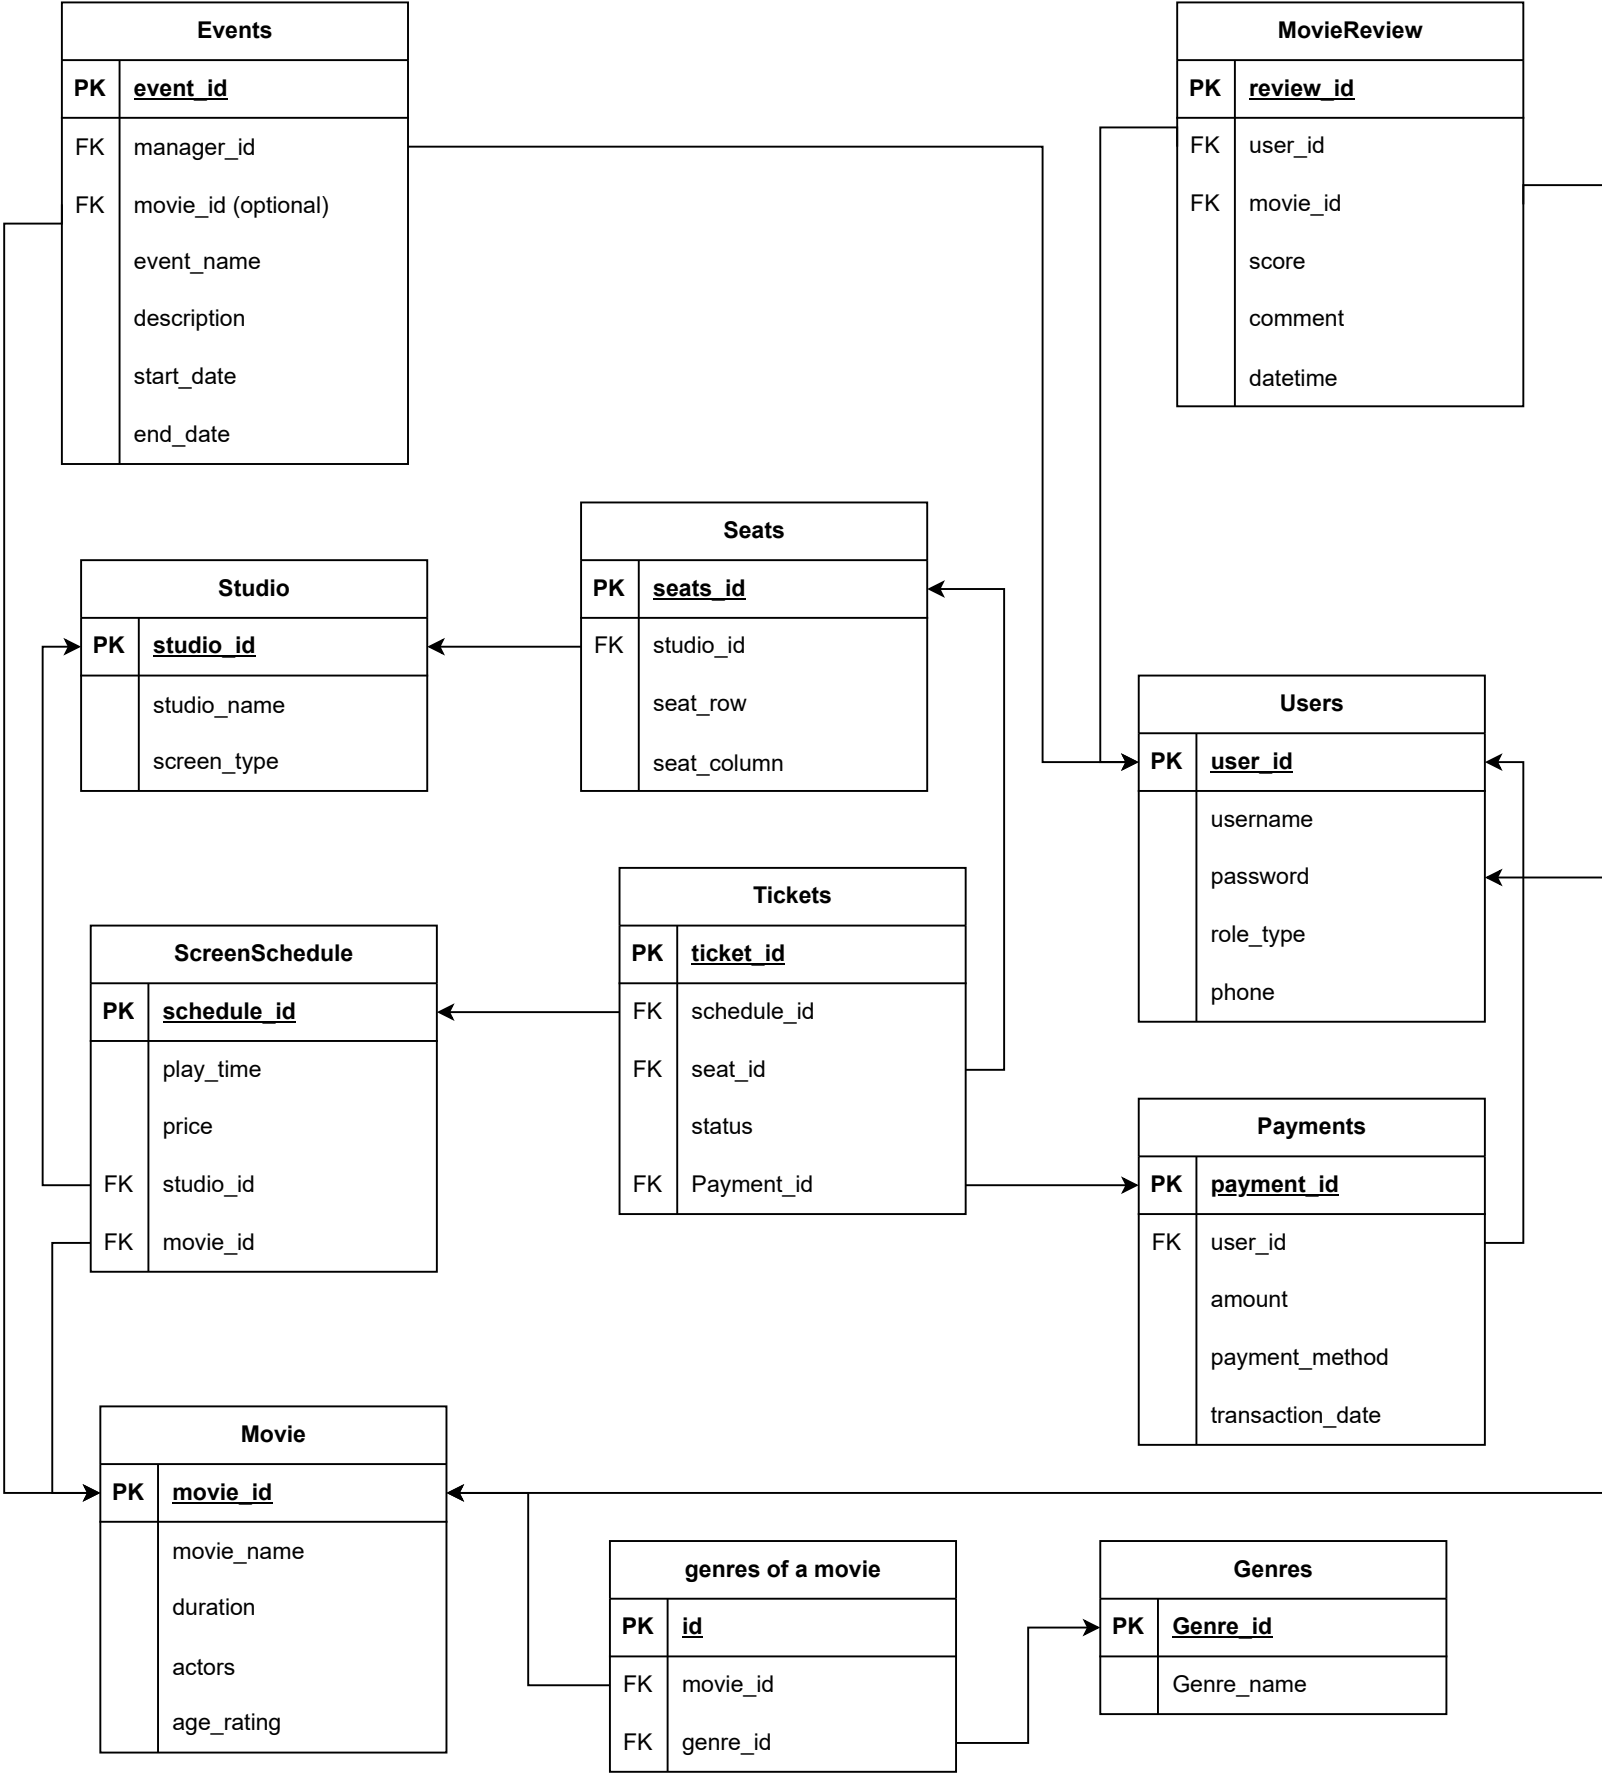 Events
PK event_id
FK manager_id
FK movie_id (optional)
event_name
description
start_date
end_date
MovieReview
PK review_id
FK user_id
FK movie_id
score
comment
datetime
Seats
PK seats_id
FK studio_id
seat_row
seat_column
Studio
PK studio_id
studio_name
screen_type
Users
PK user_id
username
password
role_type
phone
Tickets
PK ticket_id
FK schedule_id
FK seat_id
status
FK Payment_id
ScreenSchedule
PK schedule_id
play_time
price
FK studio_id
FK movie_id
Payments
PK payment_id
FK user_id
amount
payment_method
transaction_date
Movie
PK movie_id
movie_name
duration
actors
age_rating
genres of a movie
PK id
FK movie_id
FK genre_id
Genres
PK Genre_id
Genre_name